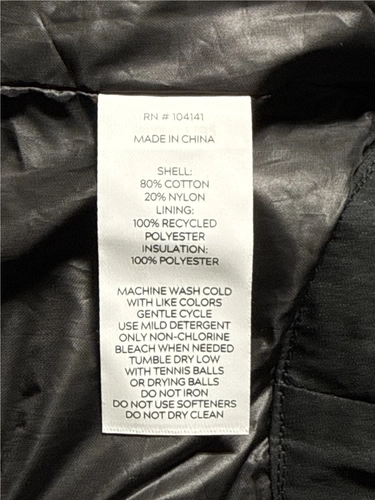 RN # 104141
MADE IN CHINA
SHELL:
80% COTTON
20% NYLON
LINING:
100% RECYCLED
POLYESTER
INSULATION:
100% POLYESTER
MACHINE WASH COLD
WITH LIKE COLORS
GENTLE CYCLE
USE MILD DETERGENT
ONLY NON-CHLORINE
BLEACH WHEN NEEDED
TUMBLE DRY LOW
WITH TENNIS BALLS
OR DRYING BALLS
DO NOT IRON
DO NOT USE SOFTENERS
DO NOT DRY CLEAN